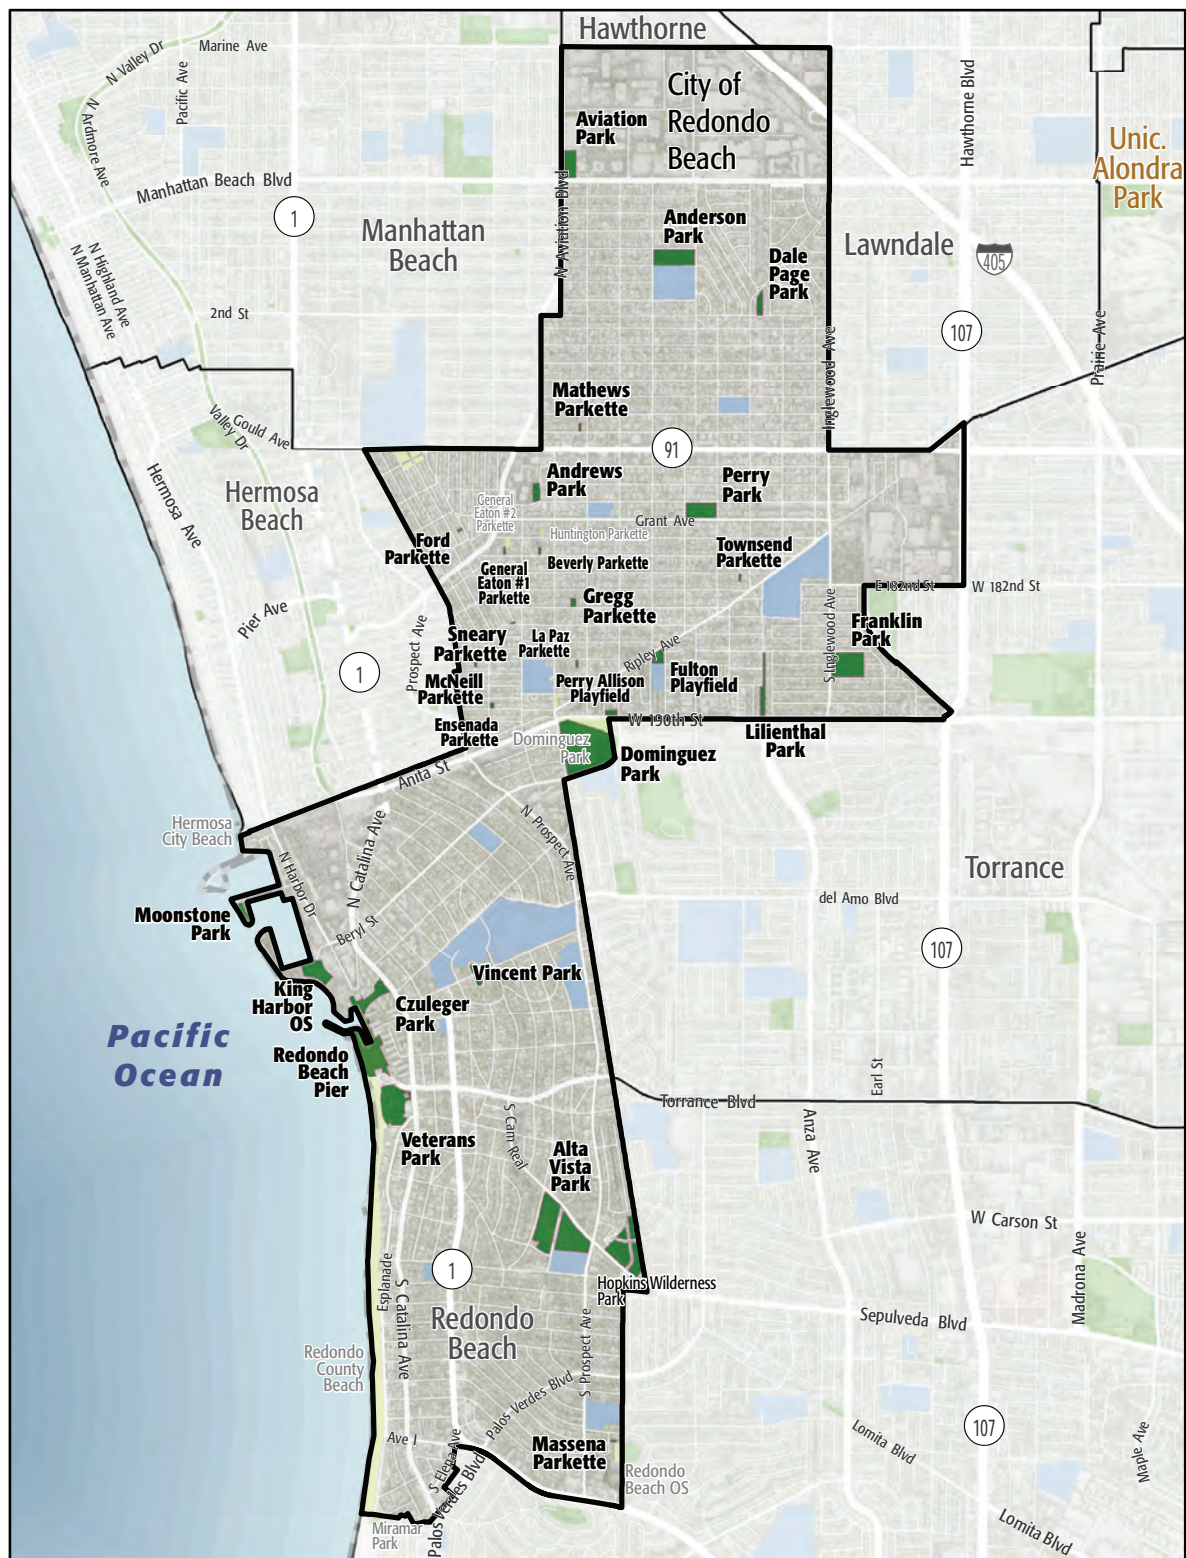 Hawthorne
Marine Ave
N Valley Dr
Pacific Ave
N Ardmore Ave
City of
Redondo
Beach
Hawthorne Blvd
Aviation
Park
Unic.
Alondra
Park
Manhattan Beach Blvd
1
N Aviation Blvd
Manhattan
Beach
Anderson
Park
Dale
Page
Park
Lawndale
405
N Highland Ave
N Manhattan Ave
2nd St
107
Prairie Ave
Inglewood Ave
Mathews
Parkette
Gould Ave
Valley Dr
91
Hermosa Ave
Hermosa
Beach
Andrews
Park
Perry
Park
General
Eaton #2
Parkette
Grant Ave
Huntington Parkette
Ford
Parkette
Townsend
Parkette
General
Eaton #1
Parkette
Beverly Parkette
E 182nd St
W 182nd St
Gregg
Parkette
S Inglewood Ave
Franklin
Park
Pier Ave
Prospect Ave
Sneary
Parkette
La Paz
Parkette
Ripley Ave
1
McNeill
Parkette
Perry Allison
Playfield
Fulton
Playfield
Ensenada
Parkette
W 190th St
Lilienthal
Park
Dominguez
Park
Dominguez
Park
Anita St
Hermosa
City Beach
N Catalina Ave
N Prospect Ave
N Harbor Dr
Torrance
del Amo Blvd
Moonstone
Park
Beryl St
107
Vincent Park
King
Harbor
OS
Czuleger
Park
Pacific
Ocean
Redondo
Beach
Pier
Earl St
Torrance Blvd
Veterans
Park
S Cam Real
Alta
Vista
Park
Anza Ave
W Carson St
Madrona Ave
Esplanade
S Catalina Ave
1
Hopkins Wilderness
Park
Redondo
Beach
Sepulveda Blvd
Redondo
County
Beach
S Prospect Ave
Palos Verdes Blvd
Ave I
S Elena Ave
Massena
Parkette
107
Lomita Blvd
Maple Ave
Redondo
Beach OS
Palos Verdes Blvd
Miramar
Park
Lomita Blvd